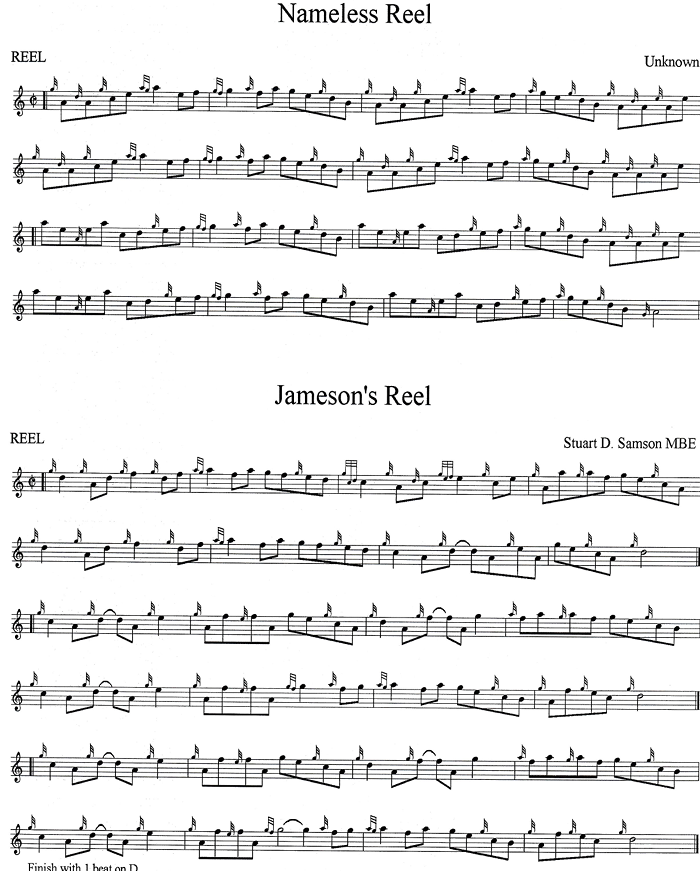 Nameless Reel
REEL
Unknown
Jameson's Reel
REEL
Stuart D. Samson MBE
Finish with 1 beat on D